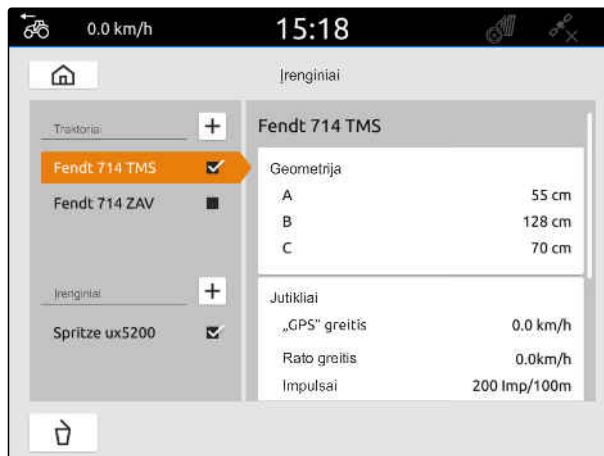 0.0 km/h 15:18
Įrenginiai
Traktoriai
Fendt 714 TMS
Fendt 714 ZAV
Įrenginiai
Spritze ux5200
Fendt 714 TMS
Geometrija
A 55 cm
B 128 cm
C 70 cm
Jutikliai
„GPS“ greitis 0.0 km/h
Rato greitis 0.0km/h
Impulsai 200 Imp/100m